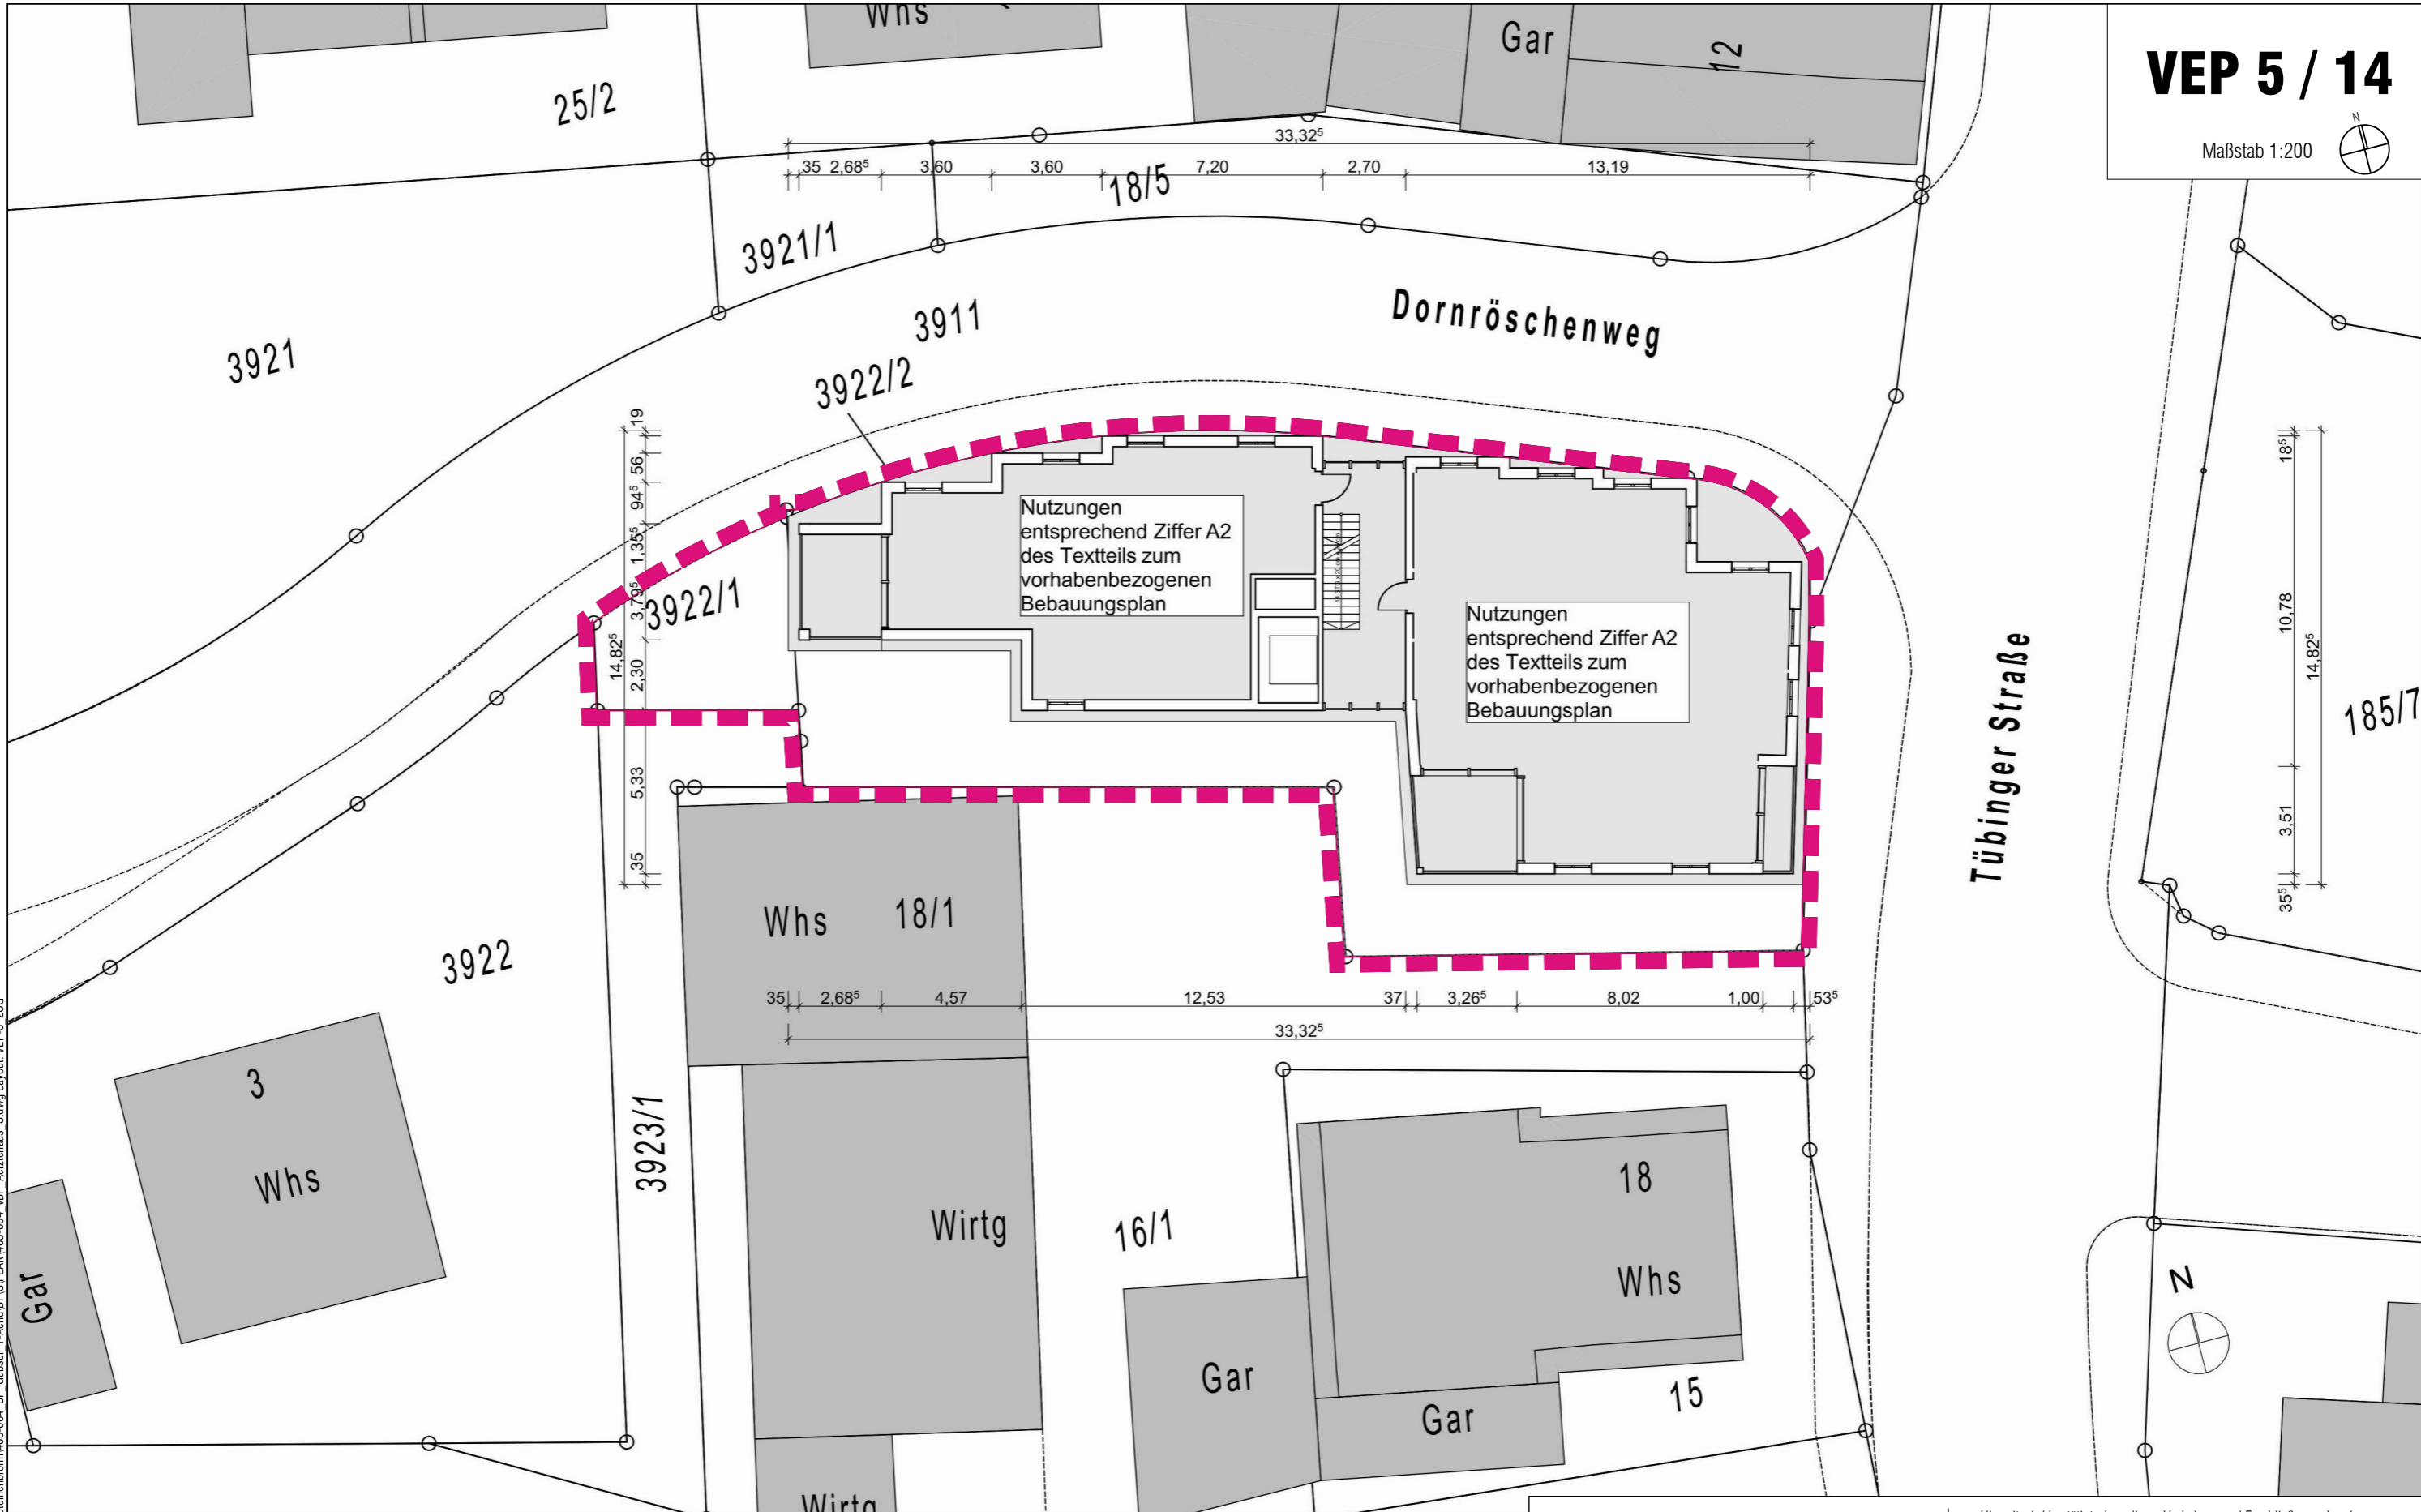 VEP 5 / 14
Maßstab 1:200
N
Whs
Gar
12
25/2
33,32⁵
35 2,68⁵ 3,60 3,60 7,20 2,70 13,19
18/5
3921/1
3911
Dornröschenweg
3921
3922/2
19
56
94⁵
1,35⁵
3,79⁵
14,82⁵
2,30
5,33
35
3922/1
Nutzungen
entsprechend Ziffer A2
des Textteils zum
vorhabenbezogenen
Bebauungsplan
Nutzungen
entsprechend Ziffer A2
des Textteils zum
vorhabenbezogenen
Bebauungsplan
Tübinger Straße
18⁵
10,78
14,82⁵
3,51
35⁵
185/7
Whs 18/1
3922
35 2,68⁵ 4,57 12,53 37 3,26⁵ 8,02 1,00 53⁵
33,32⁵
3
Whs
Gar
3923/1
Wirtg
16/1
18
Whs
Gar
Gar
15
N
Wirtg